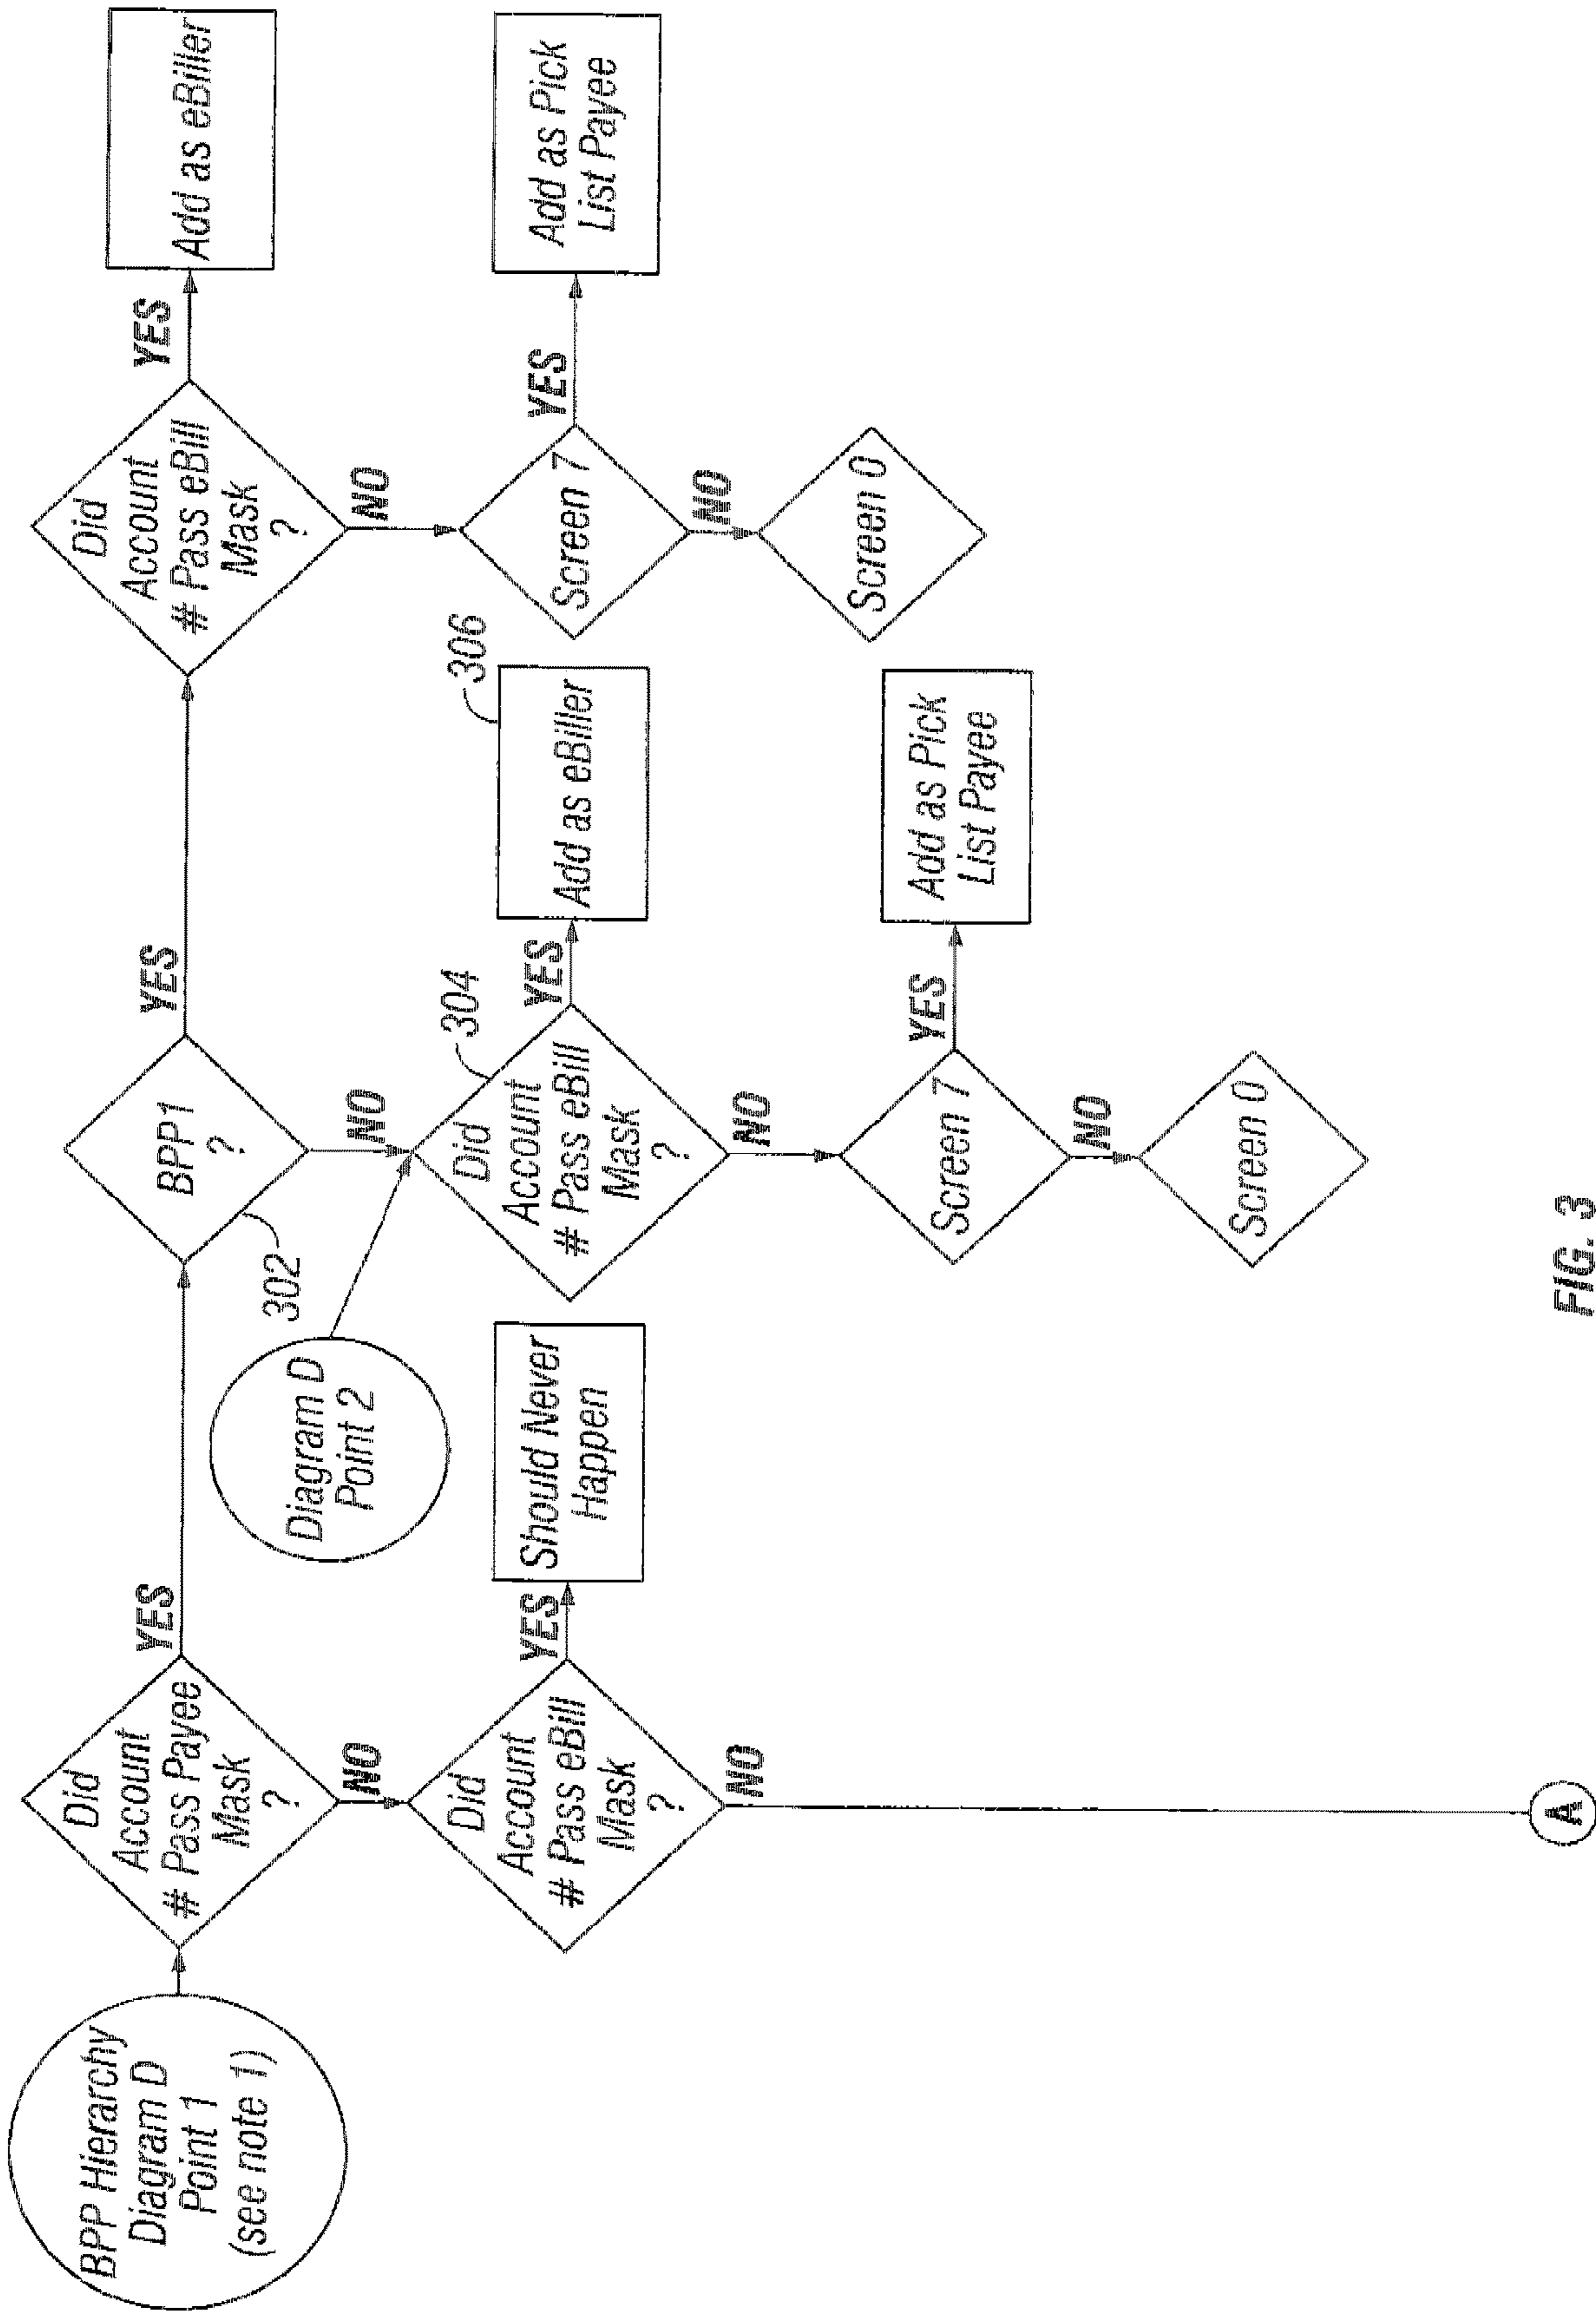 BPP Hierarchy
Diagram D
Point 1
(see note 1)
Did
Account
# Pass Payee
Mask
?
YES
NO
BPP1
?
302
YES
NO
Did
Account
# Pass eBill
Mask
?
YES
NO
Add as eBiller
Diagram D
Point 2
Did
Account
# Pass eBill
Mask
?
YES
NO
Should Never
Happen
Did
Account
# Pass eBill
Mask
?
304
YES
NO
Add as eBiller
306
Screen 7
YES
NO
Add as Pick
List Payee
Screen 7
YES
NO
Add as Pick
List Payee
Screen 0
Screen 0
A
FIG. 3